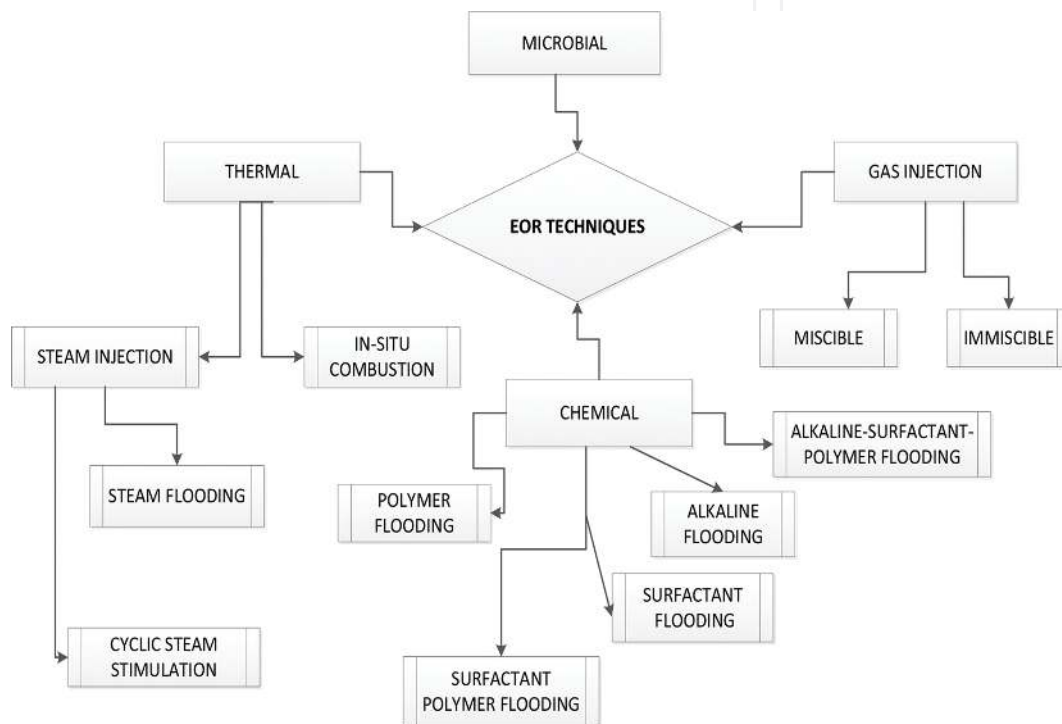 MICROBIAL
THERMAL
GAS INJECTION
EOR TECHNIQUES
STEAM INJECTION
IN-SITU
COMBUSTION
MISCIBLE
IMMISCIBLE
CHEMICAL
ALKALINE-SURFACTANT-
POLYMER FLOODING
STEAM FLOODING
POLYMER
FLOODING
ALKALINE
FLOODING
SURFACTANT
FLOODING
CYCLIC STEAM
STIMULATION
SURFACTANT
POLYMER FLOODING